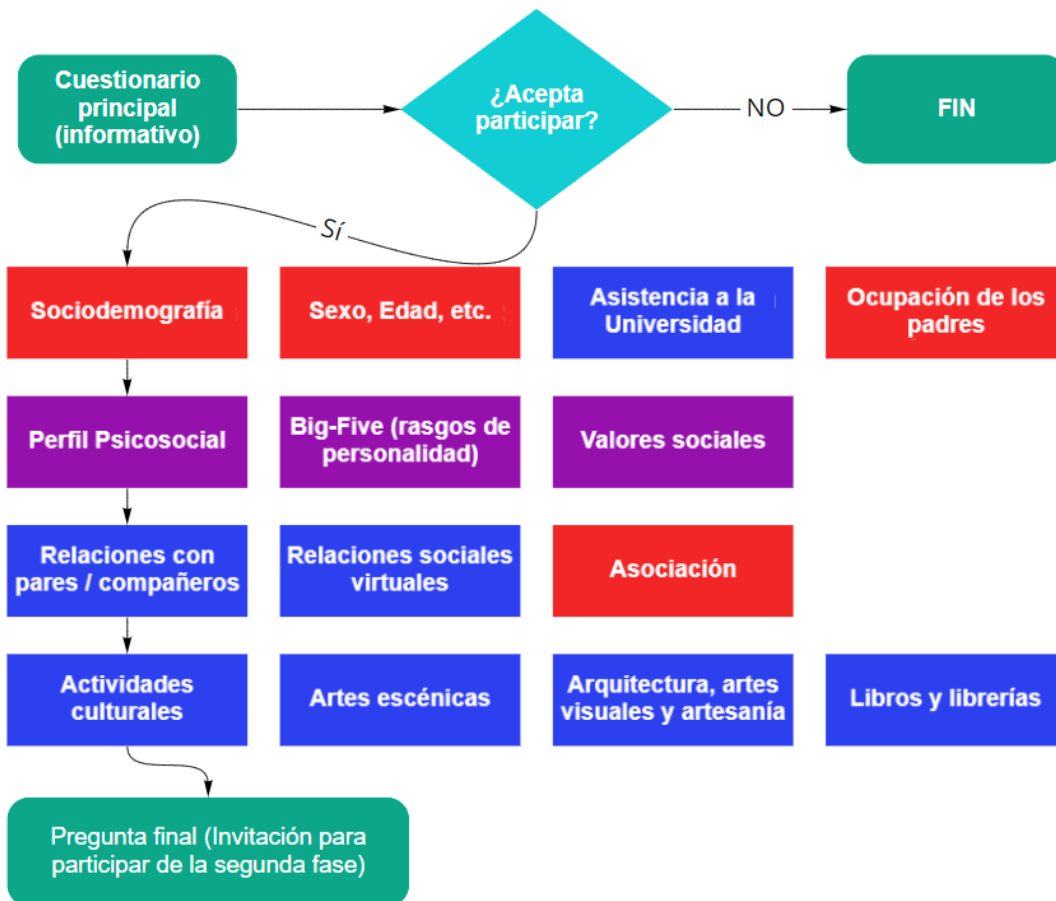 Cuestionario
principal
(informativo)
¿Acepta
participar?
NO
FIN
Sí
Sociodemografía
Sexo, Edad, etc.
Asistencia a la
Universidad
Ocupación de los
padres
Perfil Psicosocial
Big-Five (rasgos de
personalidad)
Valores sociales
Relaciones con
pares / compañeros
Relaciones sociales
virtuales
Asociación
Actividades
culturales
Artes escénicas
Arquitectura, artes
visuales y artesanía
Libros y librerías
Pregunta final (Invitación para
participar de la segunda fase)